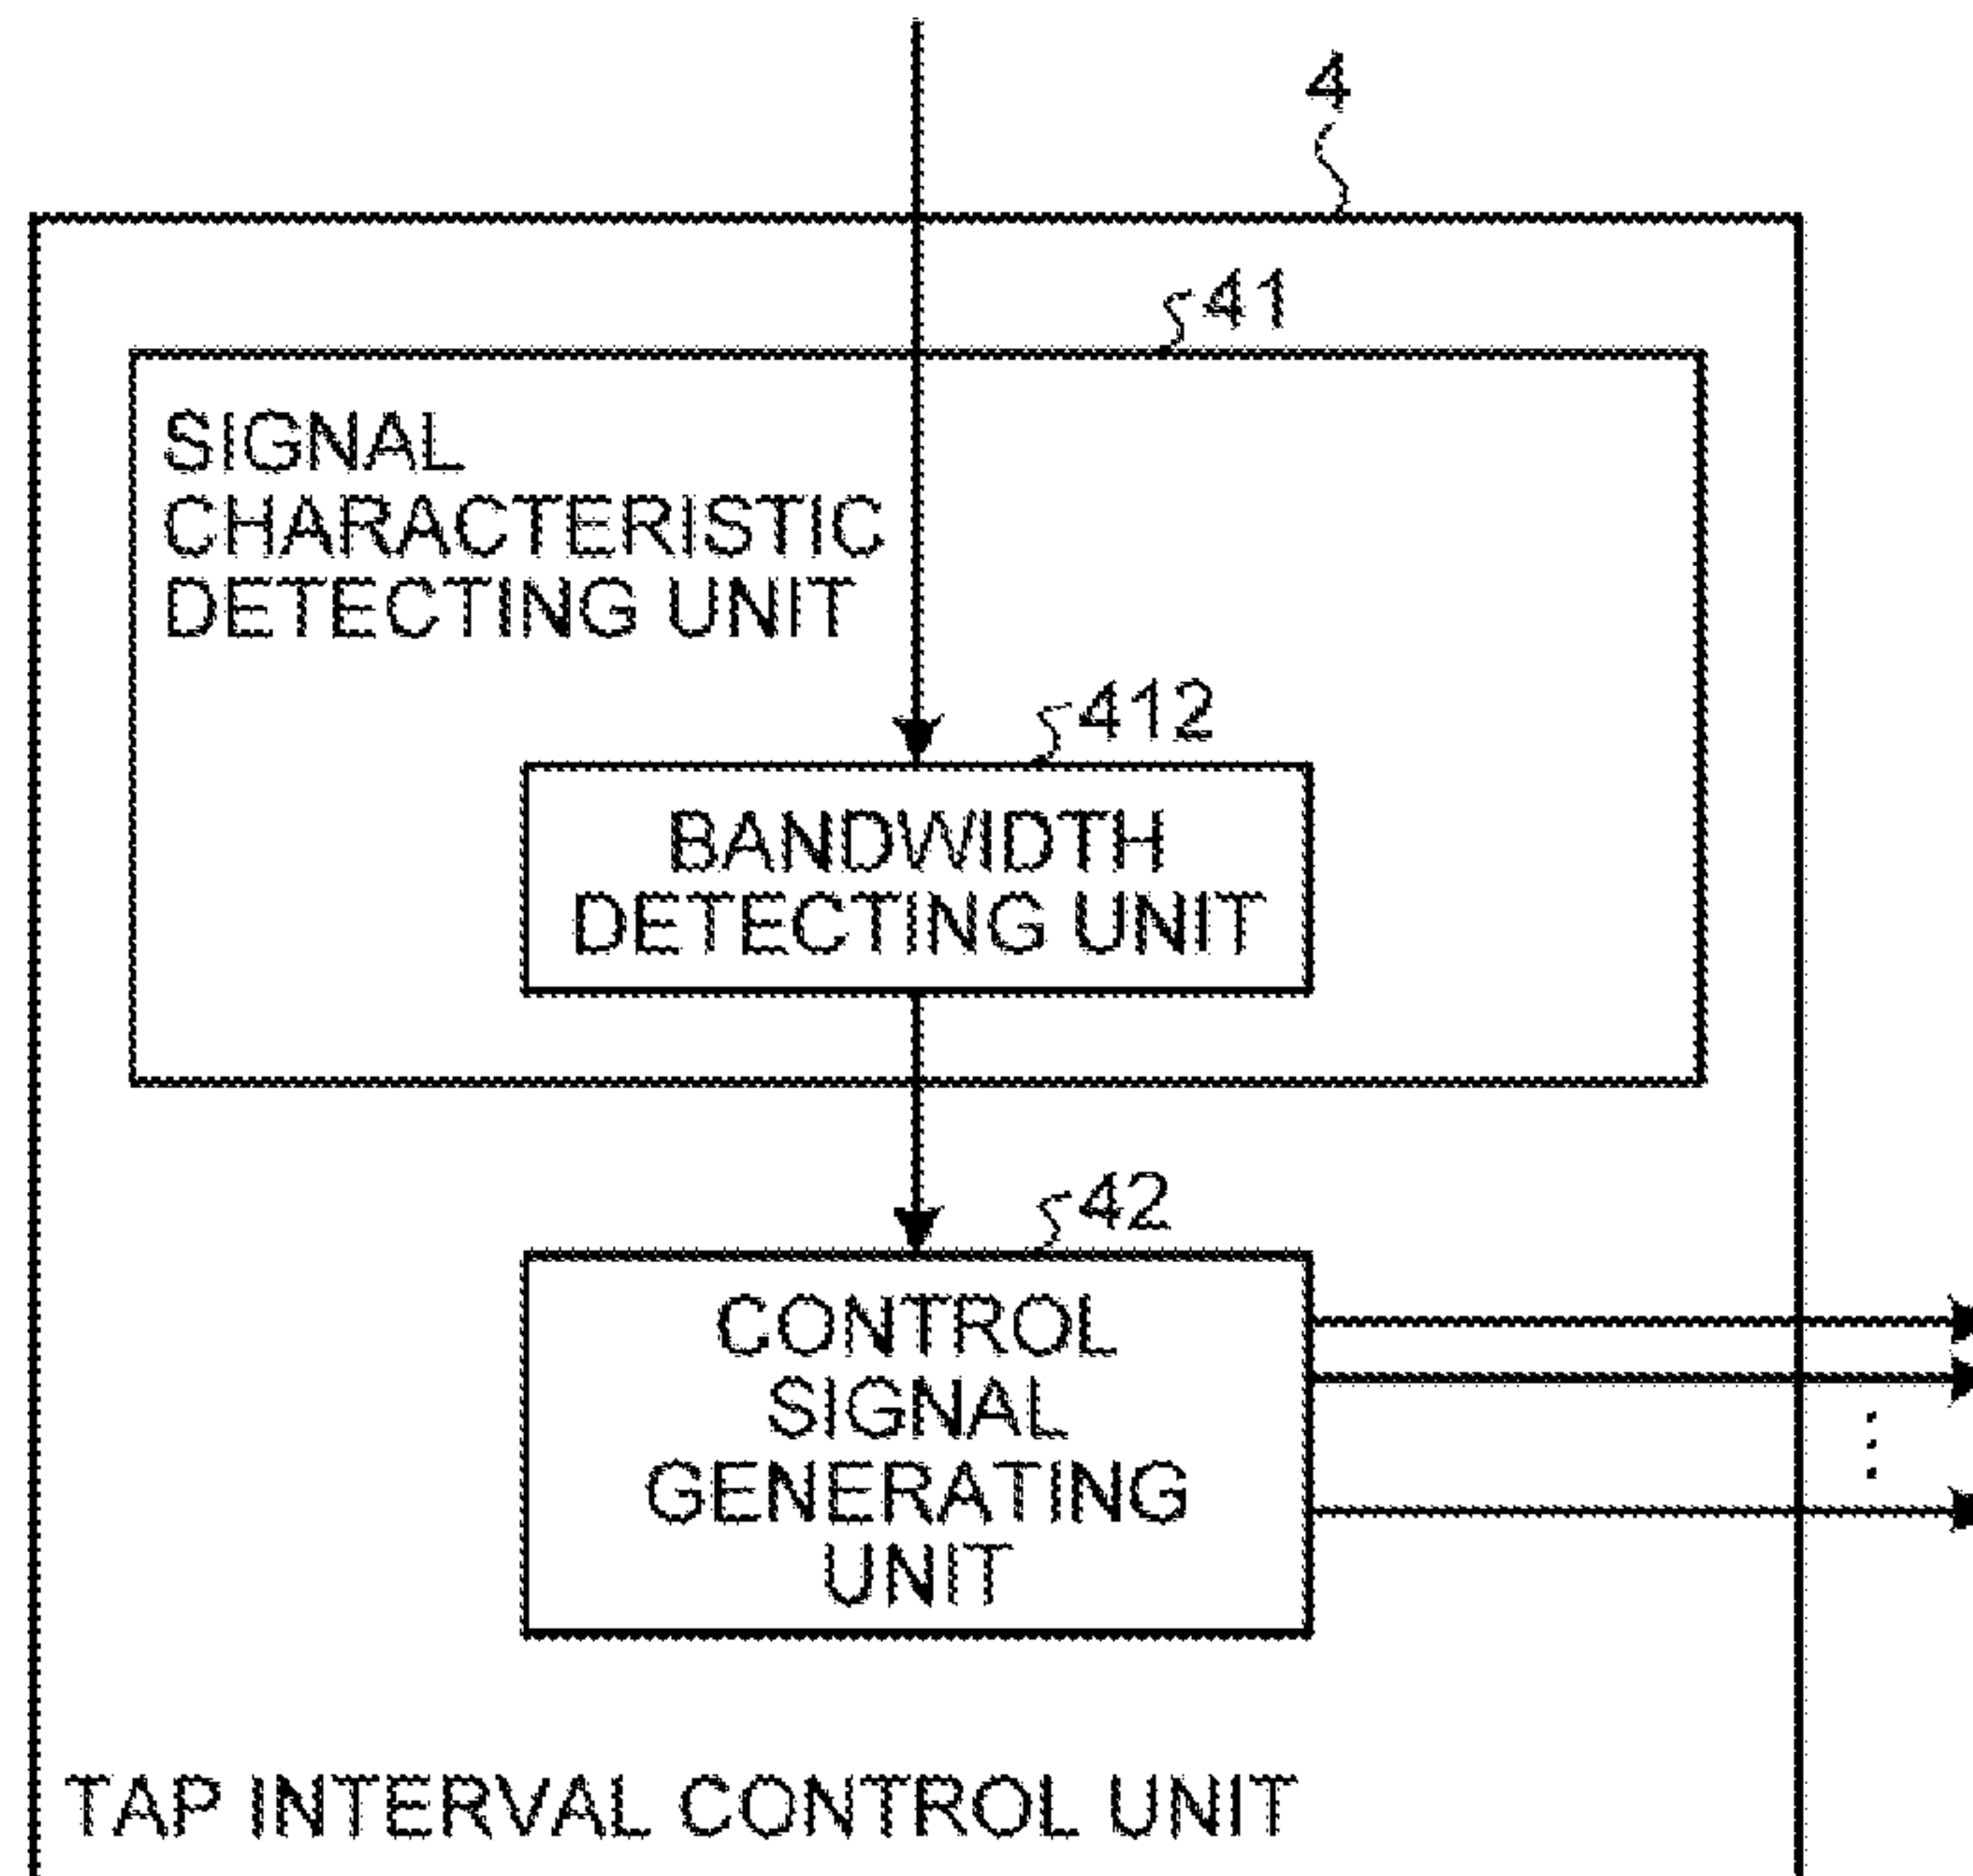 4
41
SIGNAL
CHARACTERISTIC
DETECTING UNIT
412
BANDWIDTH
DETECTING UNIT
42
CONTROL
SIGNAL
GENERATING
UNIT
TAP INTERVAL CONTROL UNIT